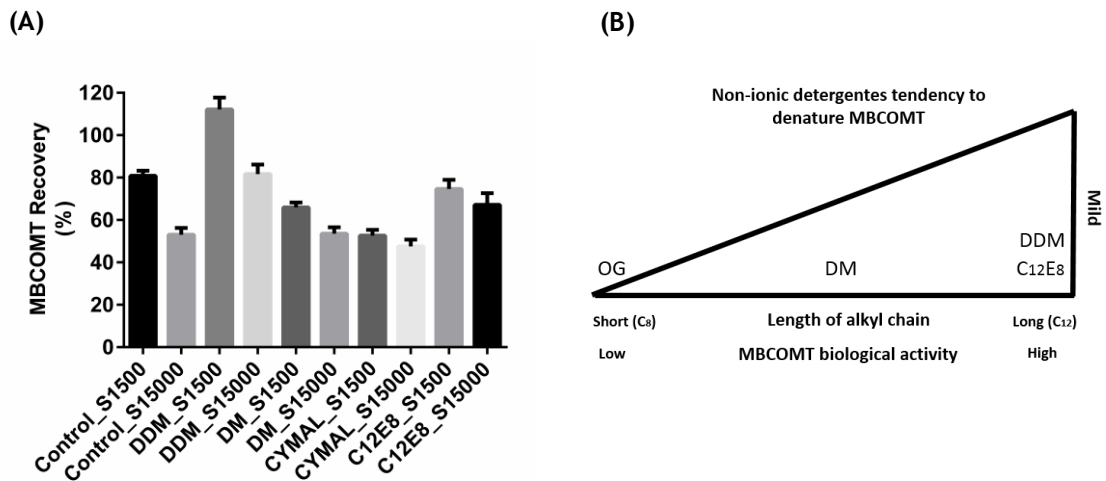 (A)
MBCOMT Recovery
(%)
120
100
80
60
40
20
0
Control_S1500
Control_S15000
DDM_S1500
DDM_S15000
DM_S1500
DM_S15000
CYMAL_S1500
CYMAL_S15000
C12E8_S1500
C12E8_S15000
(B)
Non-ionic detergentes tendency to
denature MBCOMT
Mild
DDM
OG DM C12E8
Short (C8) Length of alkyl chain Long (C12)
Low MBCOMT biological activity High